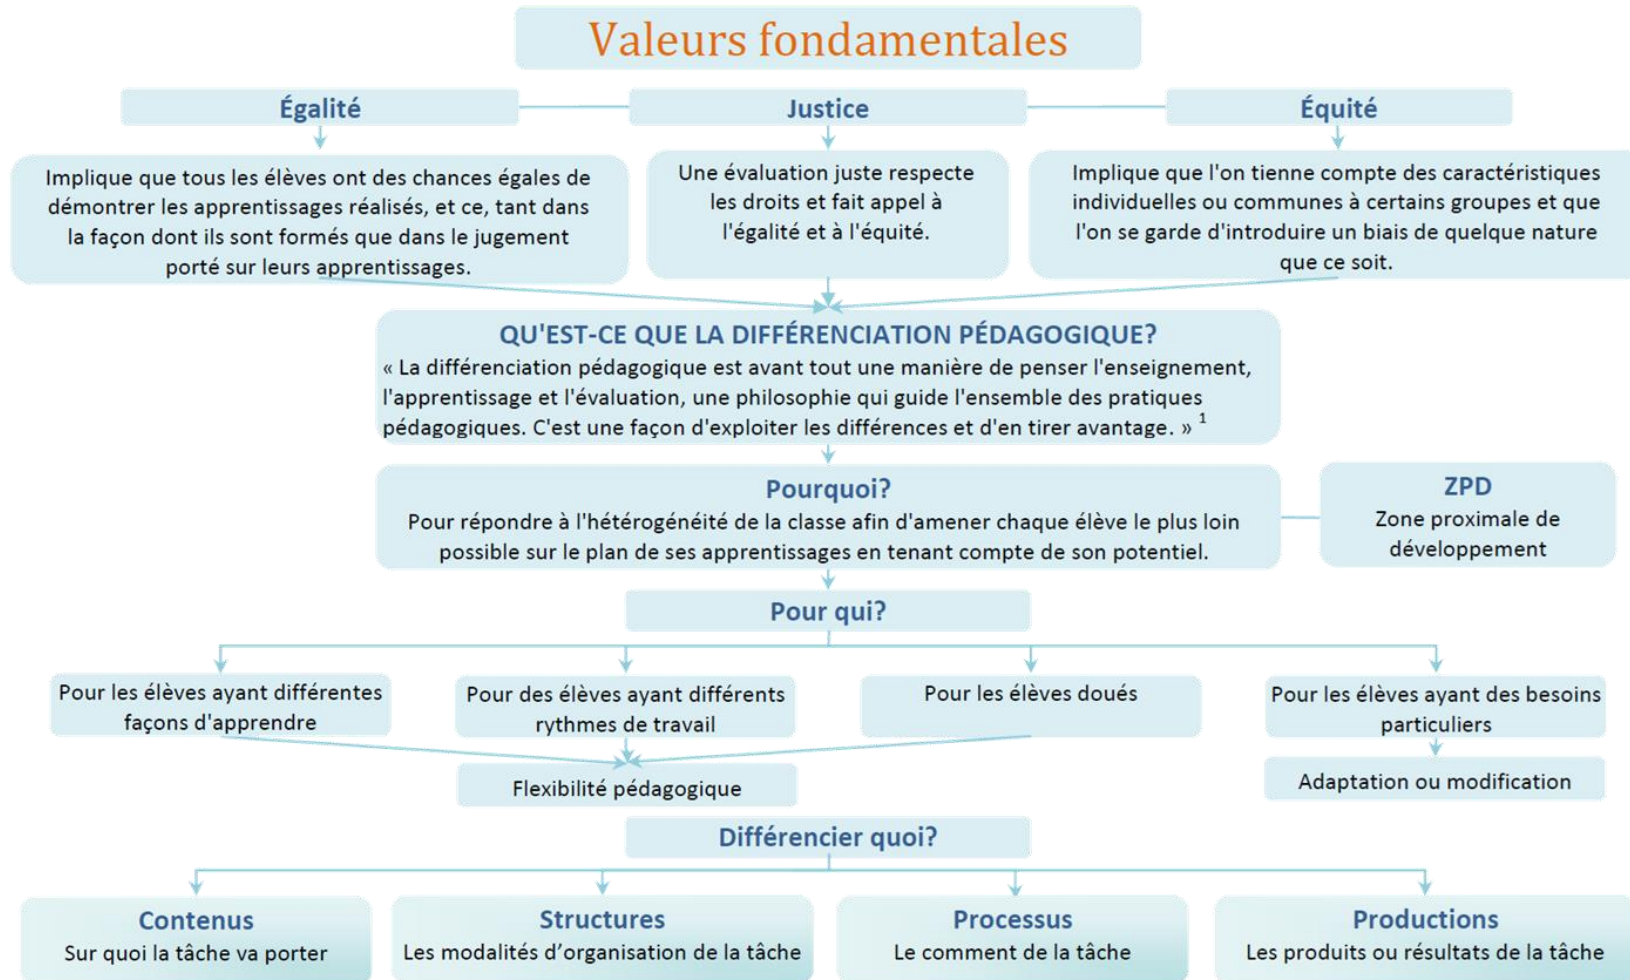 Valeurs fondamentales
Égalité
Justice
Équité
Implique que tous les élèves ont des chances égales de
démontrer les apprentissages réalisés, et ce, tant dans
la façon dont ils sont formés que dans le jugement
porté sur leurs apprentissages.
Une évaluation juste respecte
les droits et fait appel à
l'égalité et à l'équité.
Implique que l'on tienne compte des caractéristiques
individuelles ou communes à certains groupes et que
l'on se garde d'introduire un biais de quelque nature
que ce soit.
QU'EST-CE QUE LA DIFFÉRENCIATION PÉDAGOGIQUE?
« La différenciation pédagogique est avant tout une manière de penser l'enseignement,
l'apprentissage et l'évaluation, une philosophie qui guide l'ensemble des pratiques
pédagogiques. C'est une façon d'exploiter les différences et d'en tirer avantage. » 1
Pourquoi?
Pour répondre à l'hétérogénéité de la classe afin d'amener chaque élève le plus loin
possible sur le plan de ses apprentissages en tenant compte de son potentiel.
ZPD
Zone proximale de
développement
Pour qui?
Pour les élèves ayant différentes
façons d'apprendre
Pour des élèves ayant différents
rythmes de travail
Pour les élèves doués
Pour les élèves ayant des besoins
particuliers
Flexibilité pédagogique
Adaptation ou modification
Différencier quoi?
Contenus
Sur quoi la tâche va porter
Structures
Les modalités d’organisation de la tâche
Processus
Le comment de la tâche
Productions
Les produits ou résultats de la tâche